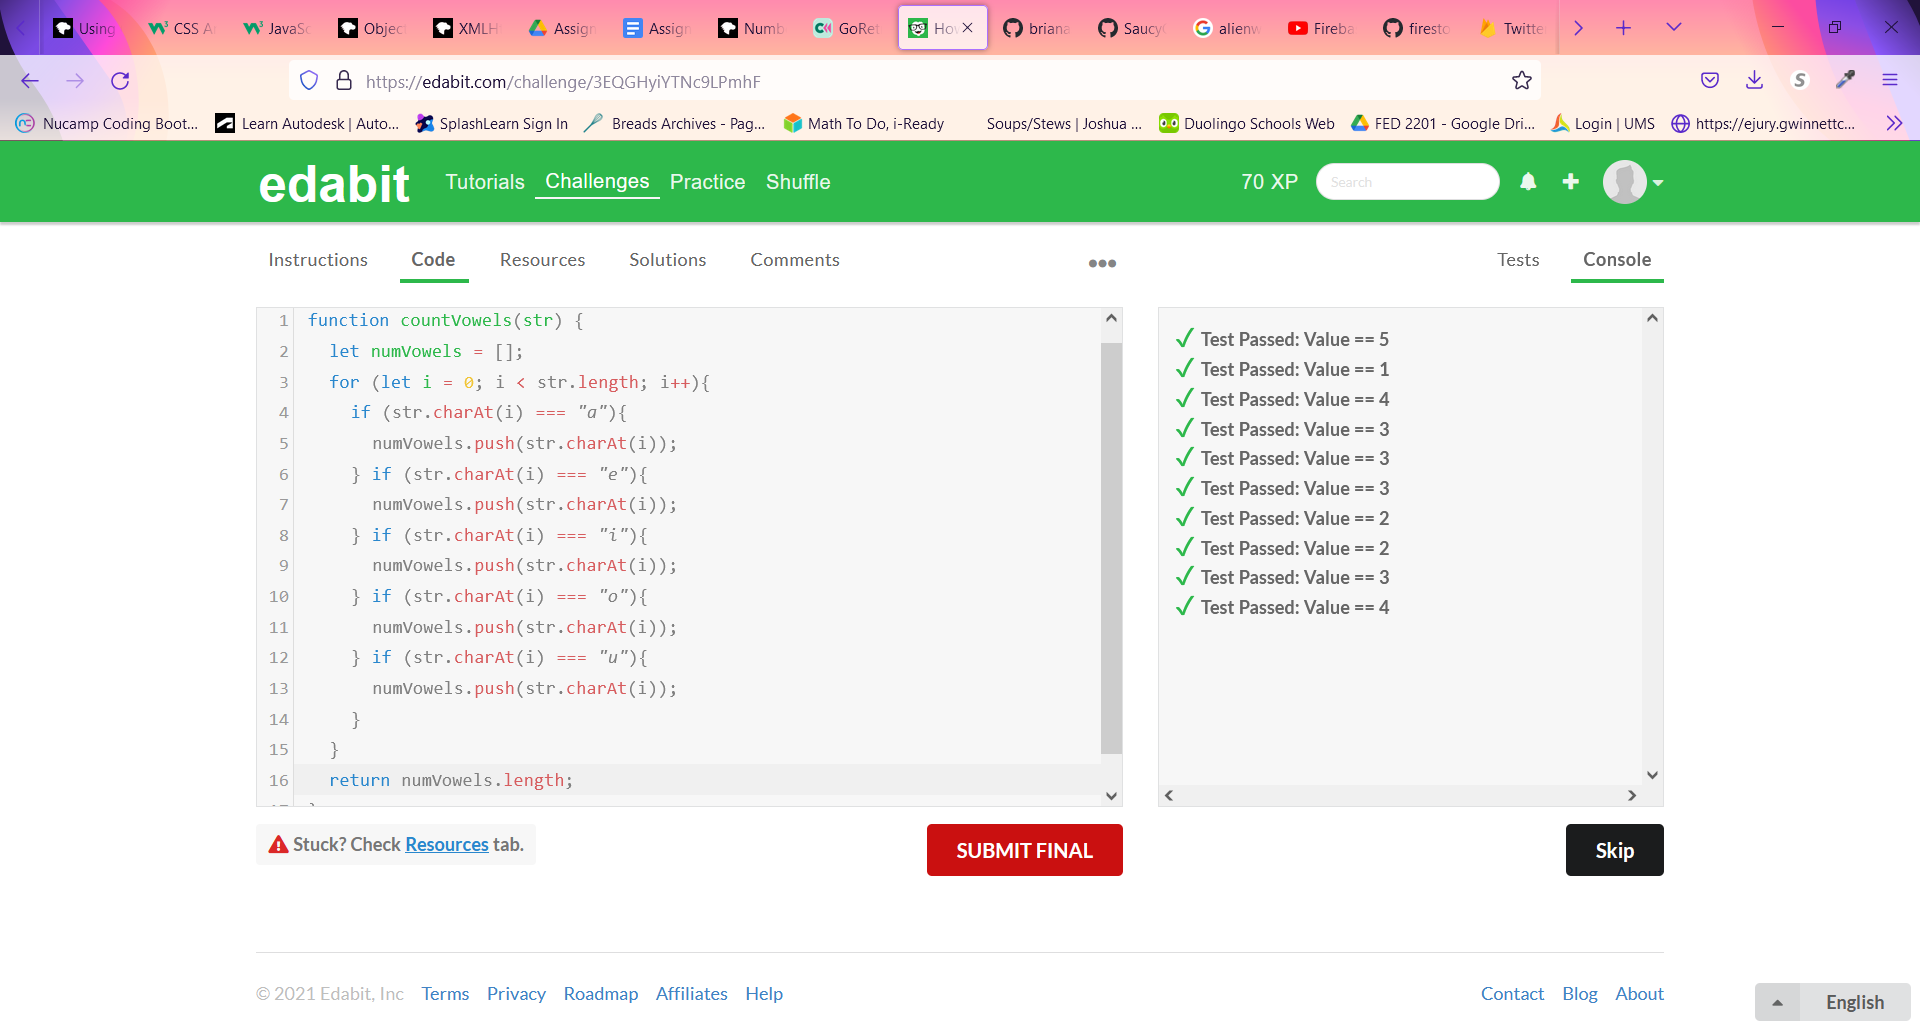 Using
CSS A
JavaSc
Objec
XMLH
Assign
Assign
Numb
GoRet
How
briana
Saucy
alienw
Fireba
firesto
Twitte
https://edabit.com/challenge/3EQGHyiYTNc9LPmhF
Nucamp Coding Boot... Learn Autodesk | Auto... SplashLearn Sign In Breads Archives - Pag... Math To Do, i-Ready Soups/Stews | Joshua ... Duolingo Schools Web FED 2201 - Google Dri... Login | UMS https://ejury.gwinnettc...
edabit Tutorials Challenges Practice Shuffle 70 XP Search
Instructions Code Resources Solutions Comments Tests Console
1 function countVowels(str) {
2 let numVowels = [];
3 for (let i = 0; i < str.length; i++){
4 if (str.charAt(i) === "a"){
5 numVowels.push(str.charAt(i));
6 } if (str.charAt(i) === "e"){
7 numVowels.push(str.charAt(i));
8 } if (str.charAt(i) === "i"){
9 numVowels.push(str.charAt(i));
10 } if (str.charAt(i) === "o"){
11 numVowels.push(str.charAt(i));
12 } if (str.charAt(i) === "u"){
13 numVowels.push(str.charAt(i));
14 }
15 }
16 return numVowels.length;
Test Passed: Value == 5
Test Passed: Value == 1
Test Passed: Value == 4
Test Passed: Value == 3
Test Passed: Value == 3
Test Passed: Value == 3
Test Passed: Value == 2
Test Passed: Value == 2
Test Passed: Value == 3
Test Passed: Value == 4
Stuck? Check Resources tab.
SUBMIT FINAL
Skip
© 2021 Edabit, Inc Terms Privacy Roadmap Affiliates Help Contact Blog About
English